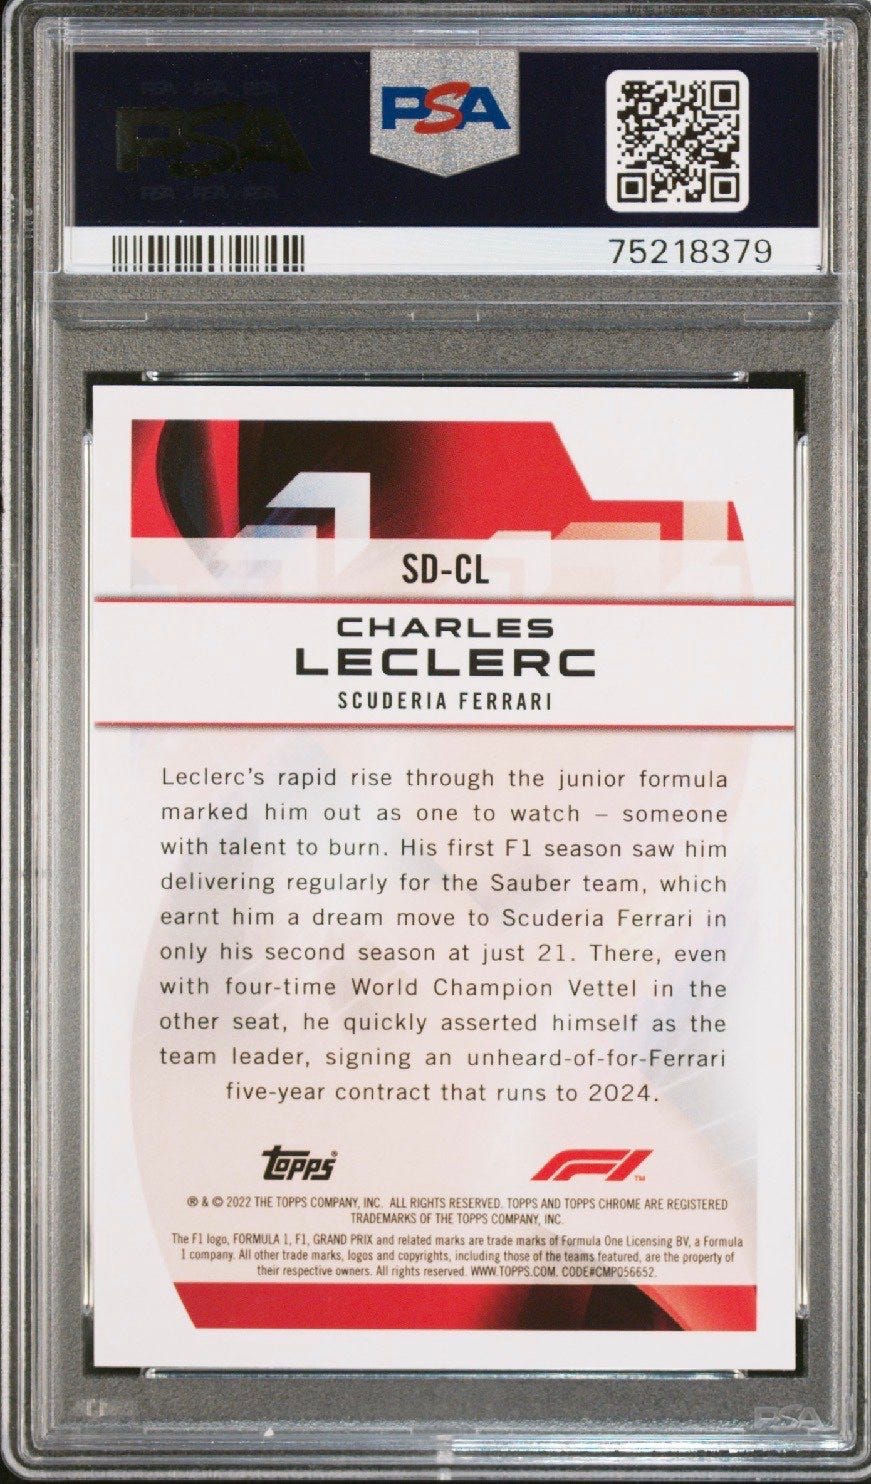 PSA PSA PSA
PSA
PSA
PSA PSA PSA
75218379
SD-CL
CHARLES
LECLERC
SCUDERIA FERRARI
Leclerc's rapid rise through the junior formula
marked him out as one to watch – someone
with talent to burn. His first F1 season saw him
delivering regularly for the Sauber team, which
earnt him a dream move to Scuderia Ferrari in
only his second season at just 21. There, even
with four-time World Champion Vettel in the
other seat, he quickly asserted himself as the
team leader, signing an unheard-of-for-Ferrari
five-year contract that runs to 2024.
Topps® F1™
® & © 2022 THE TOPPS COMPANY, INC. ALL RIGHTS RESERVED. TOPPS AND TOPPS CHROME ARE REGISTERED
TRADEMARKS OF THE TOPPS COMPANY, INC.
The F1 logo, FORMULA 1, F1, GRAND PRIX and related marks are trade marks of Formula One Licensing BV, a Formula
1 company. All other trade marks, logos and copyrights, including those of the teams featured, are the property of
their respective owners. All rights reserved. WWW.TOPPS.COM. CODE#CMP056652.
PSA